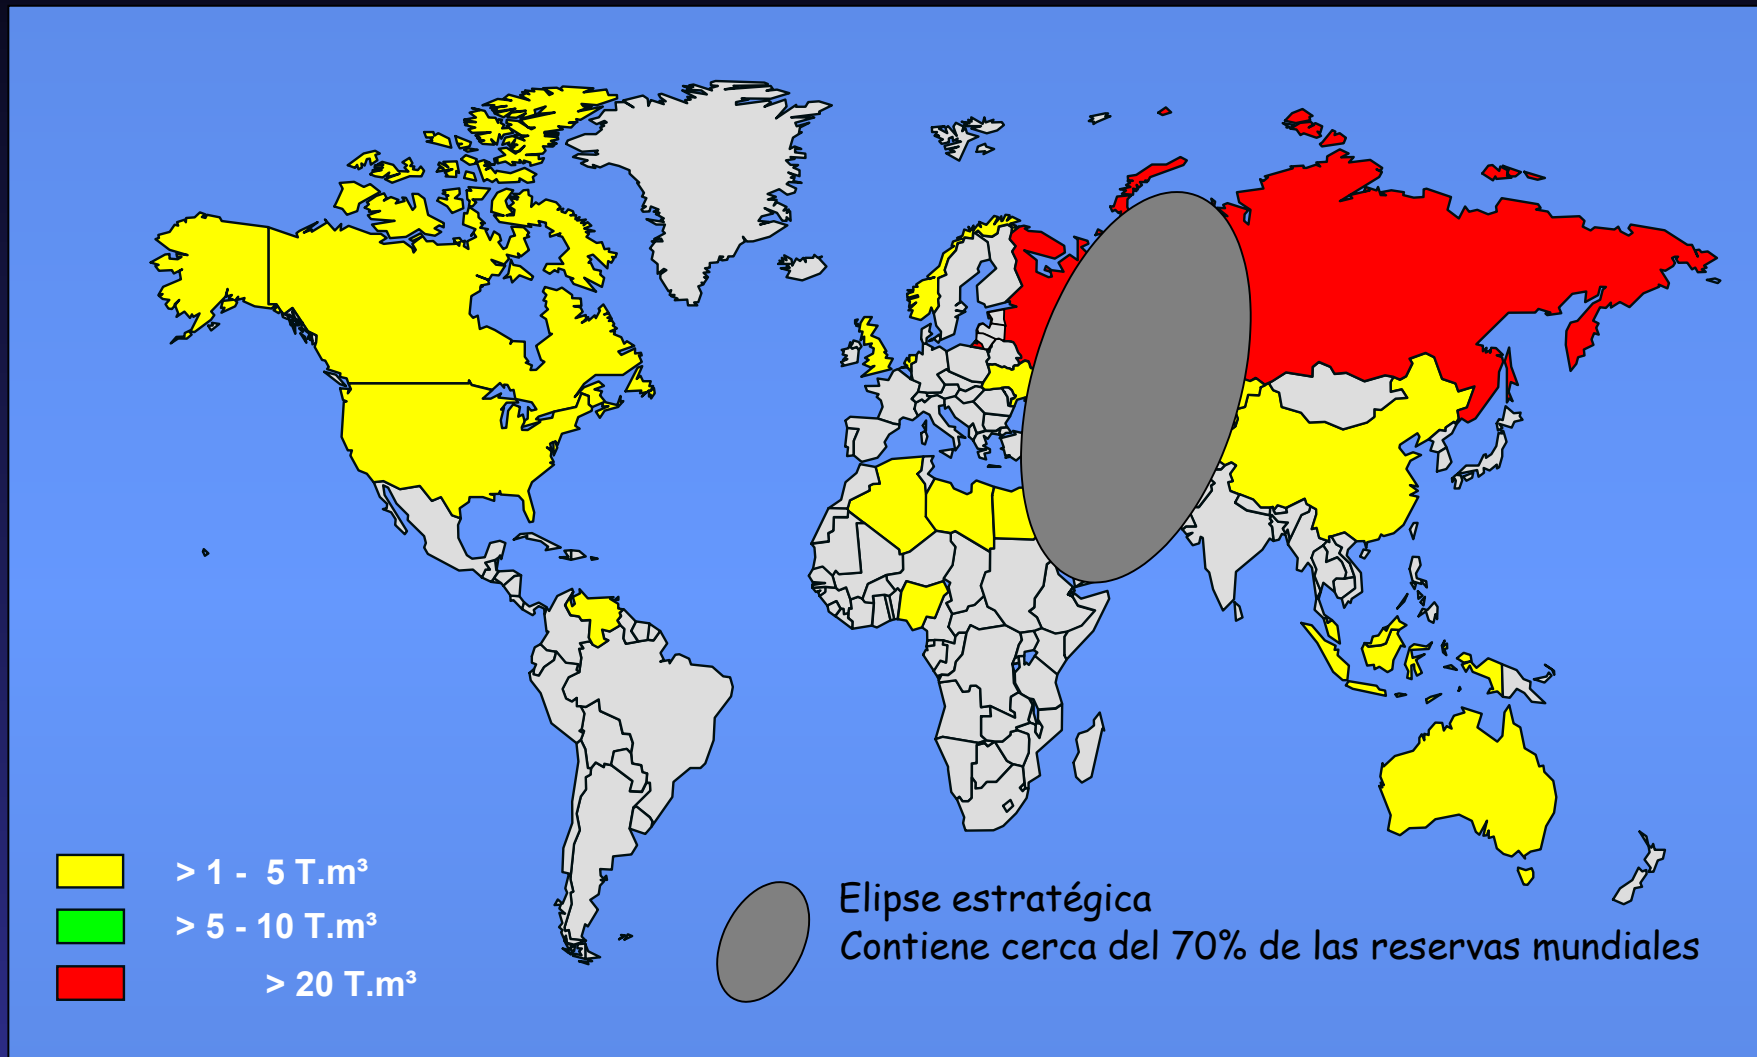 > 1 - 5 T.m³
> 5 - 10 T.m³
> 20 T.m³
Elipse estratégica
Contiene cerca del 70% de las reservas mundiales